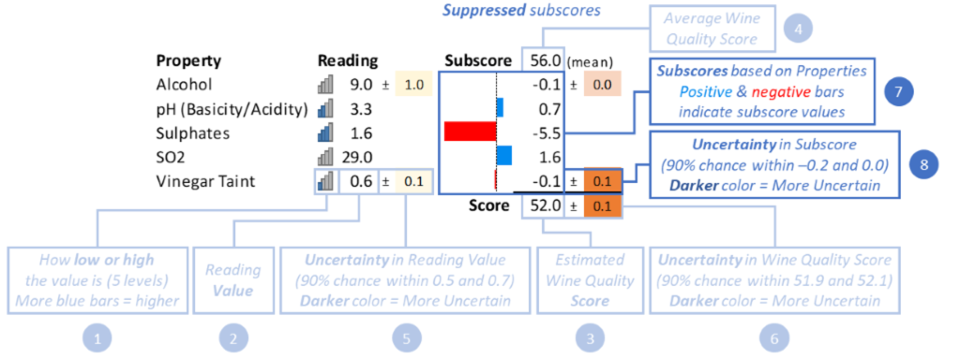 Suppressed subscores
Average Wine
Quality Score
4
Property Reading Subscore 56.0 (mean)
Alcohol 9.0 ± 1.0 -0.1 ± 0.0
pH (Basicity/Acidity) 3.3 0.7
Sulphates 1.6 -5.5
SO2 29.0 1.6
Vinegar Taint 0.6 ± 0.1 -0.1 ± 0.1
Score 52.0 ± 0.1
Subscores based on Properties
Positive & negative bars
indicate subscore values
7
Uncertainty in Subscore
(90% chance within –0.2 and 0.0)
Darker color = More Uncertain
8
How low or high
the value is (5 levels)
More blue bars = higher
1
Reading
Value
2
Uncertainty in Reading Value
(90% chance within 0.5 and 0.7)
Darker color = More Uncertain
5
Estimated
Wine Quality
Score
3
Uncertainty in Wine Quality Score
(90% chance within 51.9 and 52.1)
Darker color = More Uncertain
6